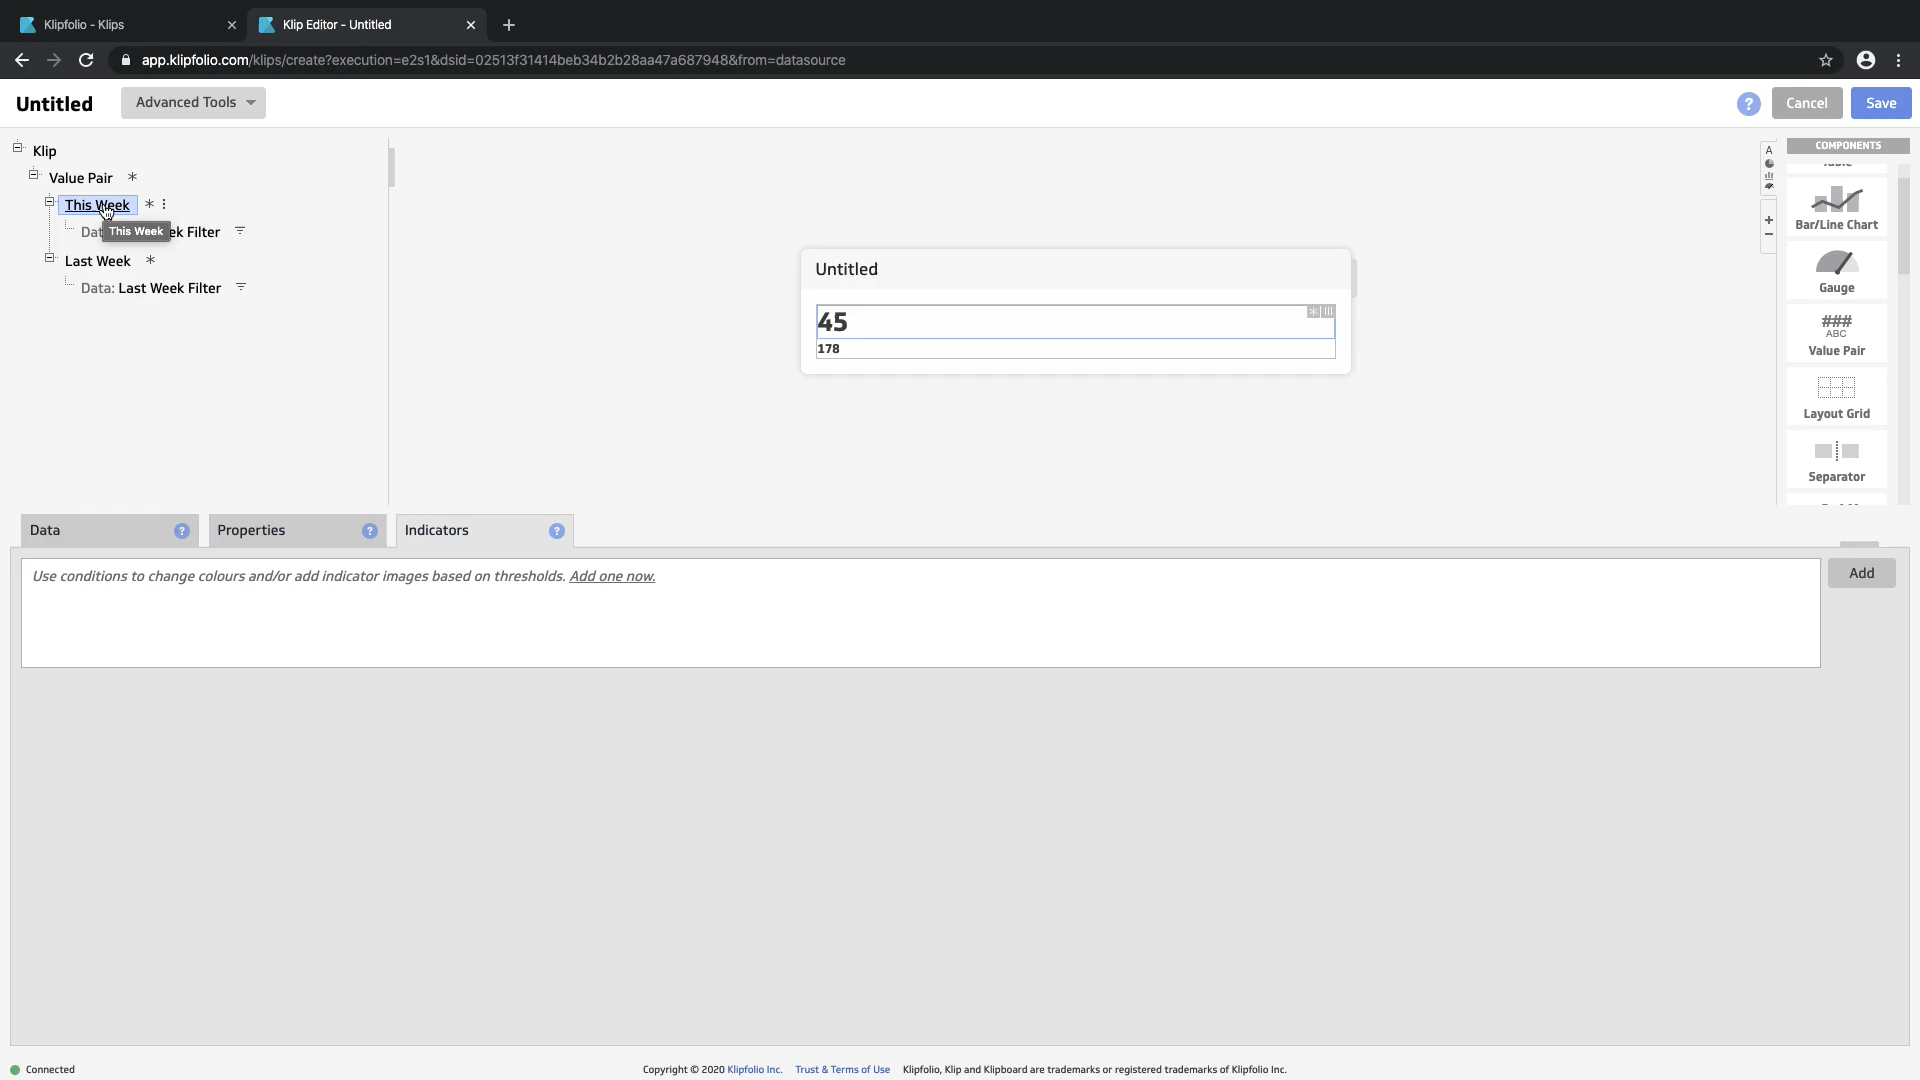 Klipfolio - Klips
Klip Editor - Untitled
app.klipfolio.com/klips/create?execution=e2s1&dsid=02513f31414beb34b2b28aa47a687948&from=datasource
Untitled
Advanced Tools
?
Cancel
Save
Klip
Value Pair *
This Week *
This Week
ek Filter
Last Week *
Data: Last Week Filter
Untitled
45
178
A
COMPONENTS
Bar/Line Chart
Gauge
###
ABC
Value Pair
Layout Grid
Separator
Data ?
Properties ?
Indicators ?
Use conditions to change colours and/or add indicator images based on thresholds. Add one now.
Add
Connected
Copyright © 2020 Klipfolio Inc. Trust & Terms of Use Klipfolio, Klip and Klipboard are trademarks or registered trademarks of Klipfolio Inc.